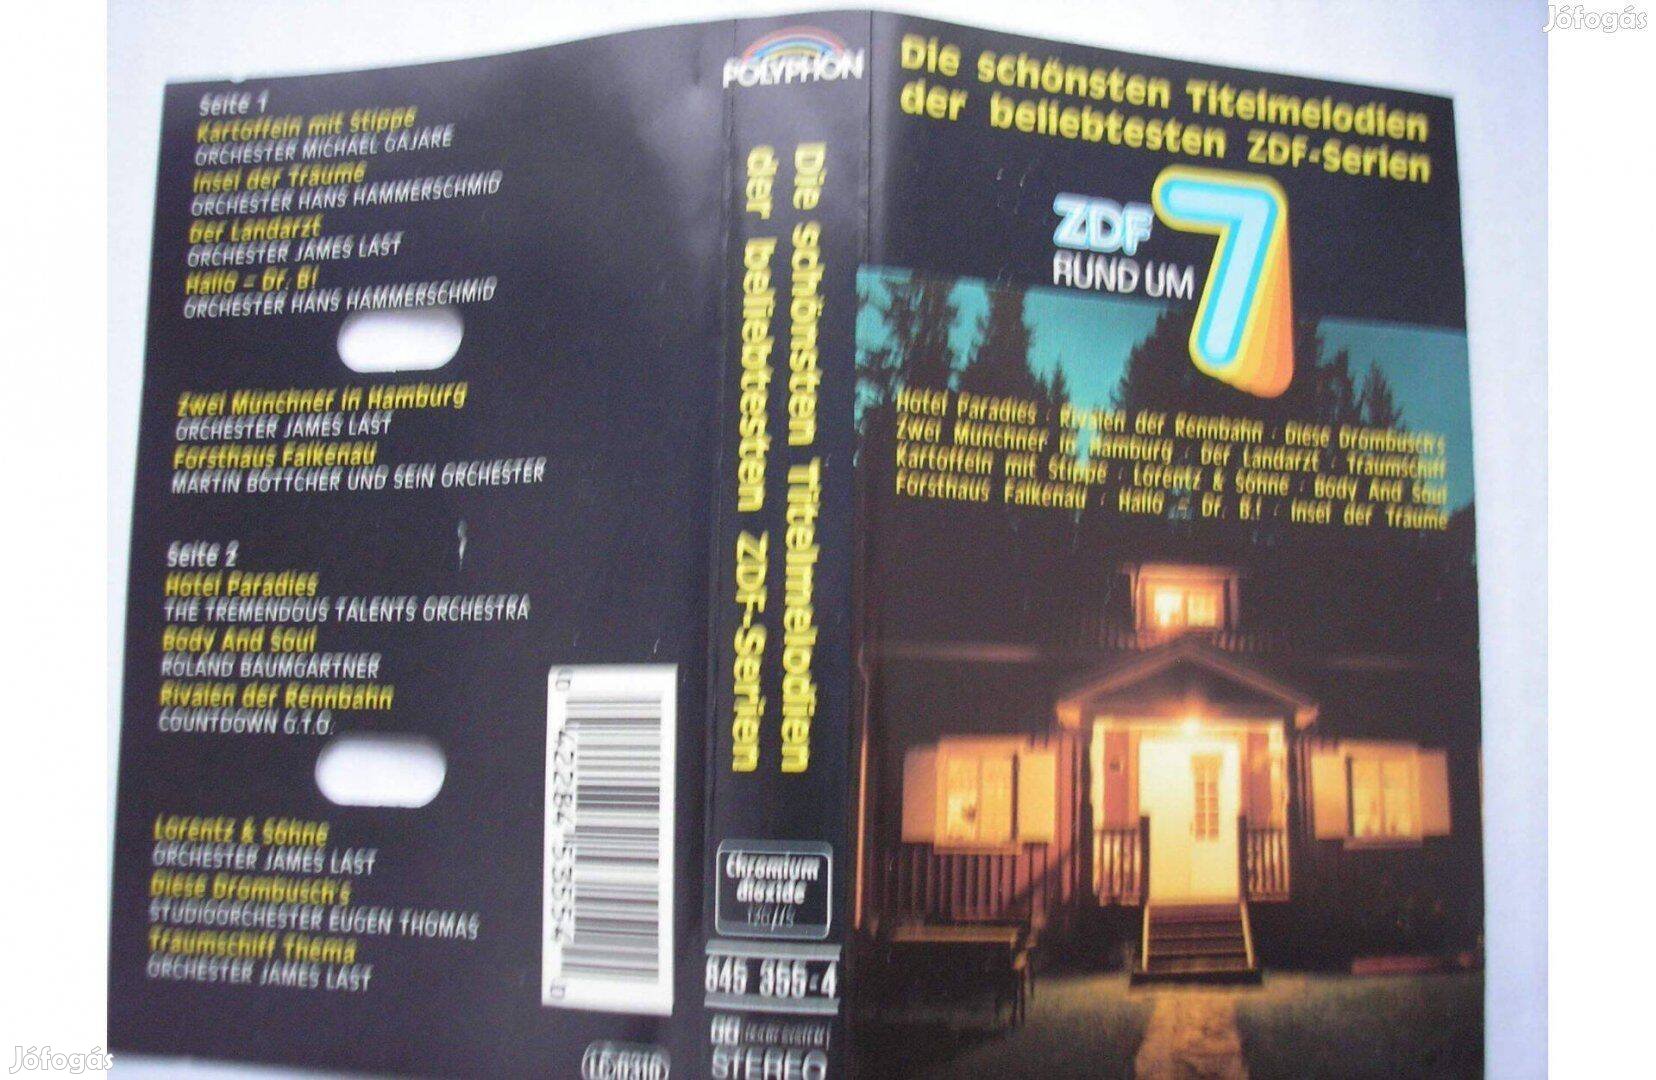 Seite 1
Kartoffeln mit Stippe
ORCHESTER MICHAEL GAJARE
Insel der Träume
ORCHESTER HANS HAMMERSCHMID
Der Landarzt
ORCHESTER JAMES LAST
Hallo – Dr. B!
ORCHESTER HANS HAMMERSCHMID
Zwei Münchner in Hamburg
ORCHESTER JAMES LAST
Forsthaus Falkenau
MARTIN BÖTTCHER UND SEIN ORCHESTER
Seite 2
Hotel Paradies
THE TREMENDOUS TALENTS ORCHESTRA
Body And Soul
ROLAND BAUMGARTNER
Rivalen der Rennbahn
COUNTDOWN G.T.O.
Lorentz & Söhne
ORCHESTER JAMES LAST
Diese Drombusch's
STUDIOORCHESTER EUGEN THOMAS
Traumschiff Thema
ORCHESTER JAMES LAST
POLYPHON
Die schönsten Titelmelodien
der beliebtesten ZDF-Serien
Chromium
dioxide
845 355-4
STEREO
LC 0310
Die schönsten Titelmelodien
der beliebtesten ZDF-Serien
ZDF
RUND UM
7
Hotel Paradies · Rivalen der Rennbahn · Diese Drombusch's
Zwei Münchner in Hamburg · Der Landarzt · Traumschiff
Kartoffeln mit Stippe · Lorentz & Söhne · Body And Soul
Forsthaus Falkenau · Hallo – Dr. B.! · Insel der Träume
Jófogás
Jófogás